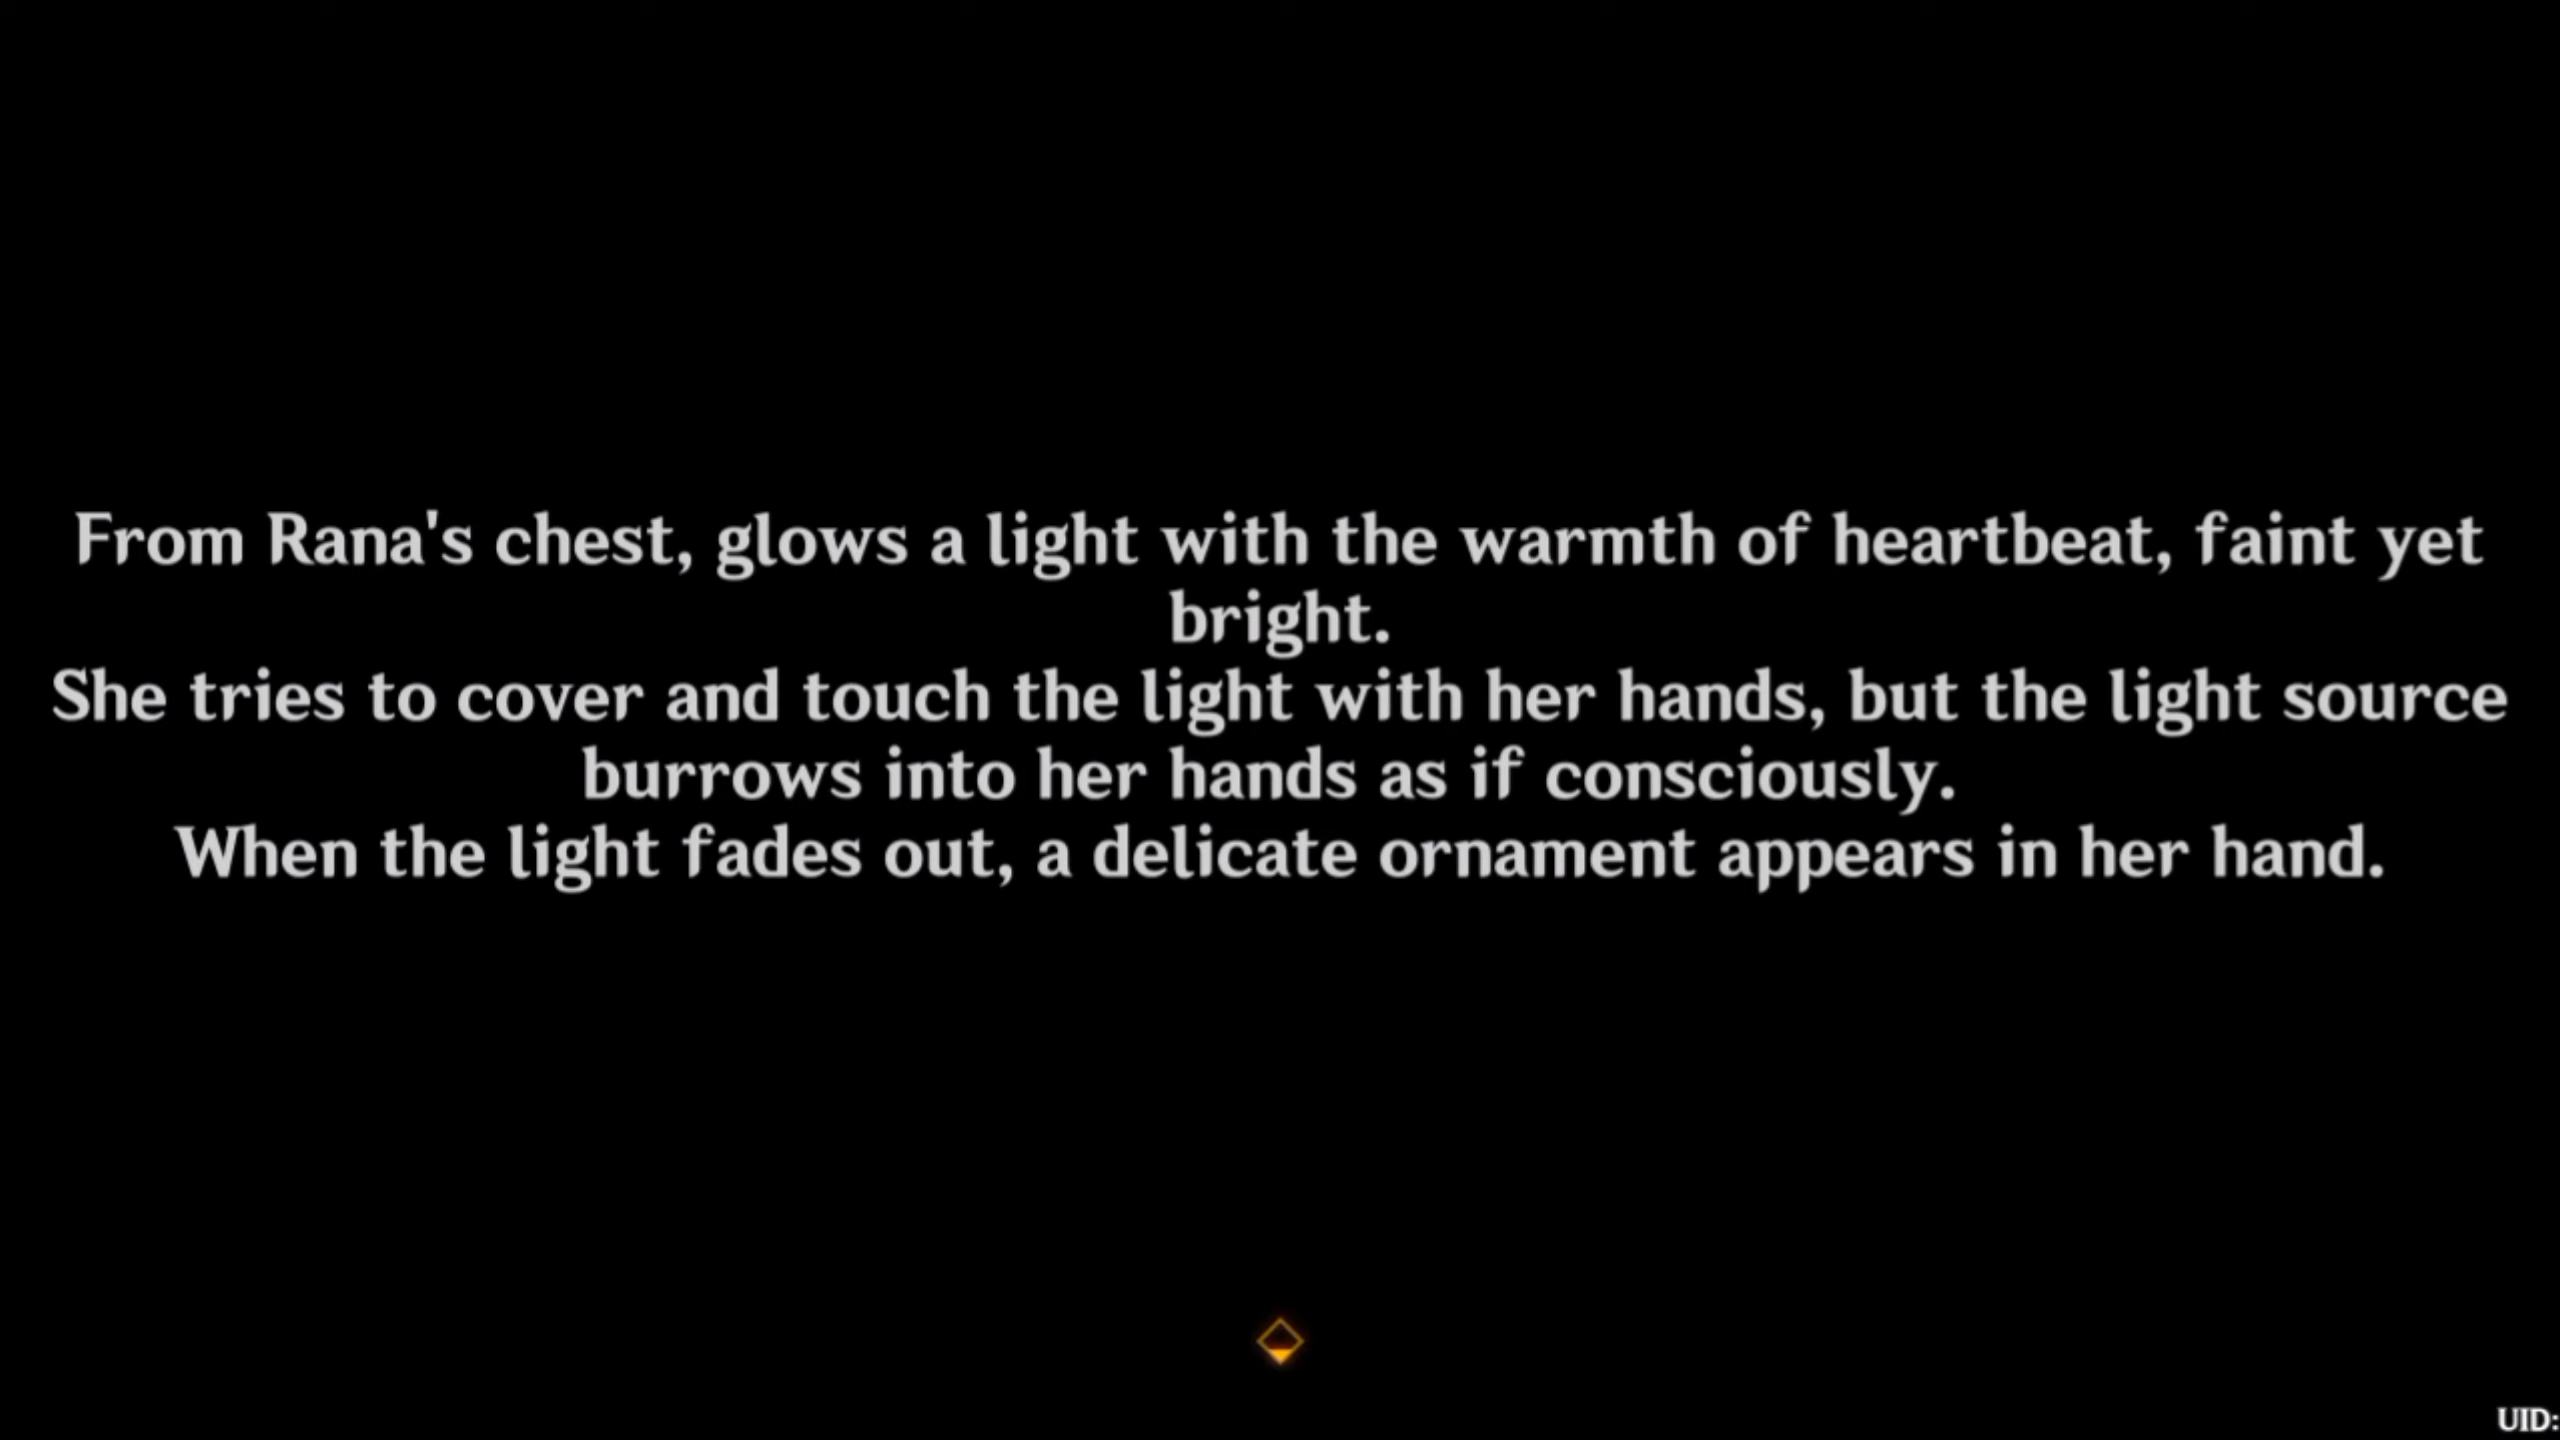 From Rana's chest, glows a light with the warmth of heartbeat, faint yet
bright.
She tries to cover and touch the light with her hands, but the light source
burrows into her hands as if consciously.
When the light fades out, a delicate ornament appears in her hand.
UID: